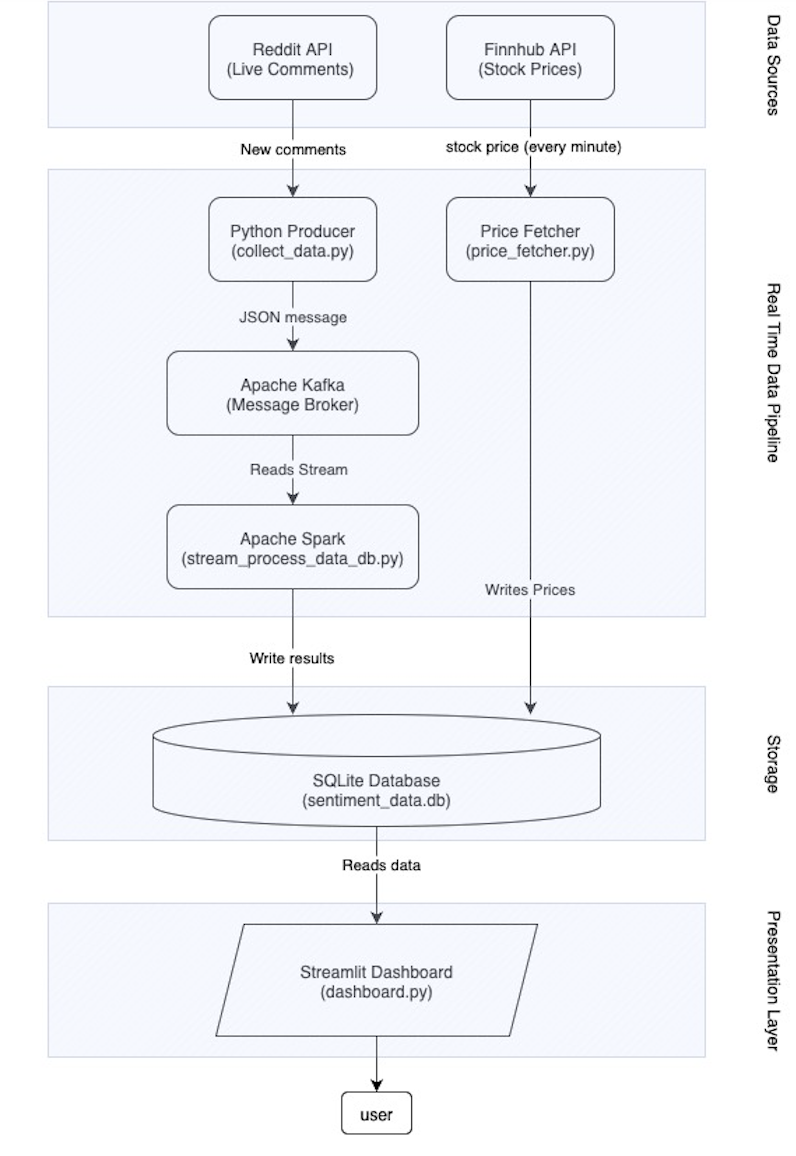 Reddit API
(Live Comments)
Finnhub API
(Stock Prices)
Data Sources
New comments
stock price (every minute)
Python Producer
(collect_data.py)
Price Fetcher
(price_fetcher.py)
JSON message
Apache Kafka
(Message Broker)
Real Time Data Pipeline
Reads Stream
Apache Spark
(stream_process_data_db.py)
Writes Prices
Write results
SQLite Database
(sentiment_data.db)
Storage
Reads data
Streamlit Dashboard
(dashboard.py)
Presentation Layer
user